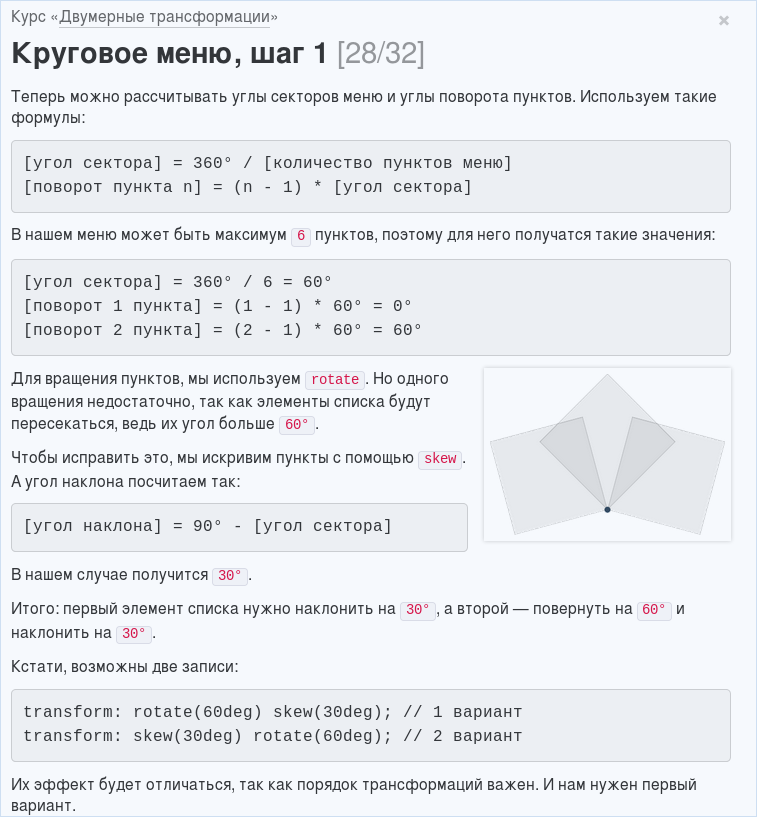 Курс «Двумерные трансформации»
×
Круговое меню, шаг 1 [28/32]
Теперь можно рассчитывать углы секторов меню и углы поворота пунктов. Используем такие
формулы:
[угол сектора] = 360° / [количество пунктов меню]
[поворот пункта n] = (n - 1) * [угол сектора]
В нашем меню может быть максимум 6 пунктов, поэтому для него получатся такие значения:
[угол сектора] = 360° / 6 = 60°
[поворот 1 пункта] = (1 - 1) * 60° = 0°
[поворот 2 пункта] = (2 - 1) * 60° = 60°
Для вращения пунктов, мы используем rotate. Но одного
вращения недостаточно, так как элементы списка будут
пересекаться, ведь их угол больше 60°.
Чтобы исправить это, мы искривим пункты с помощью skew.
А угол наклона посчитаем так:
[угол наклона] = 90° - [угол сектора]
В нашем случае получится 30°.
Итого: первый элемент списка нужно наклонить на 30°, а второй — повернуть на 60° и
наклонить на 30°.
Кстати, возможны две записи:
transform: rotate(60deg) skew(30deg); // 1 вариант
transform: skew(30deg) rotate(60deg); // 2 вариант
Их эффект будет отличаться, так как порядок трансформаций важен. И нам нужен первый
вариант.